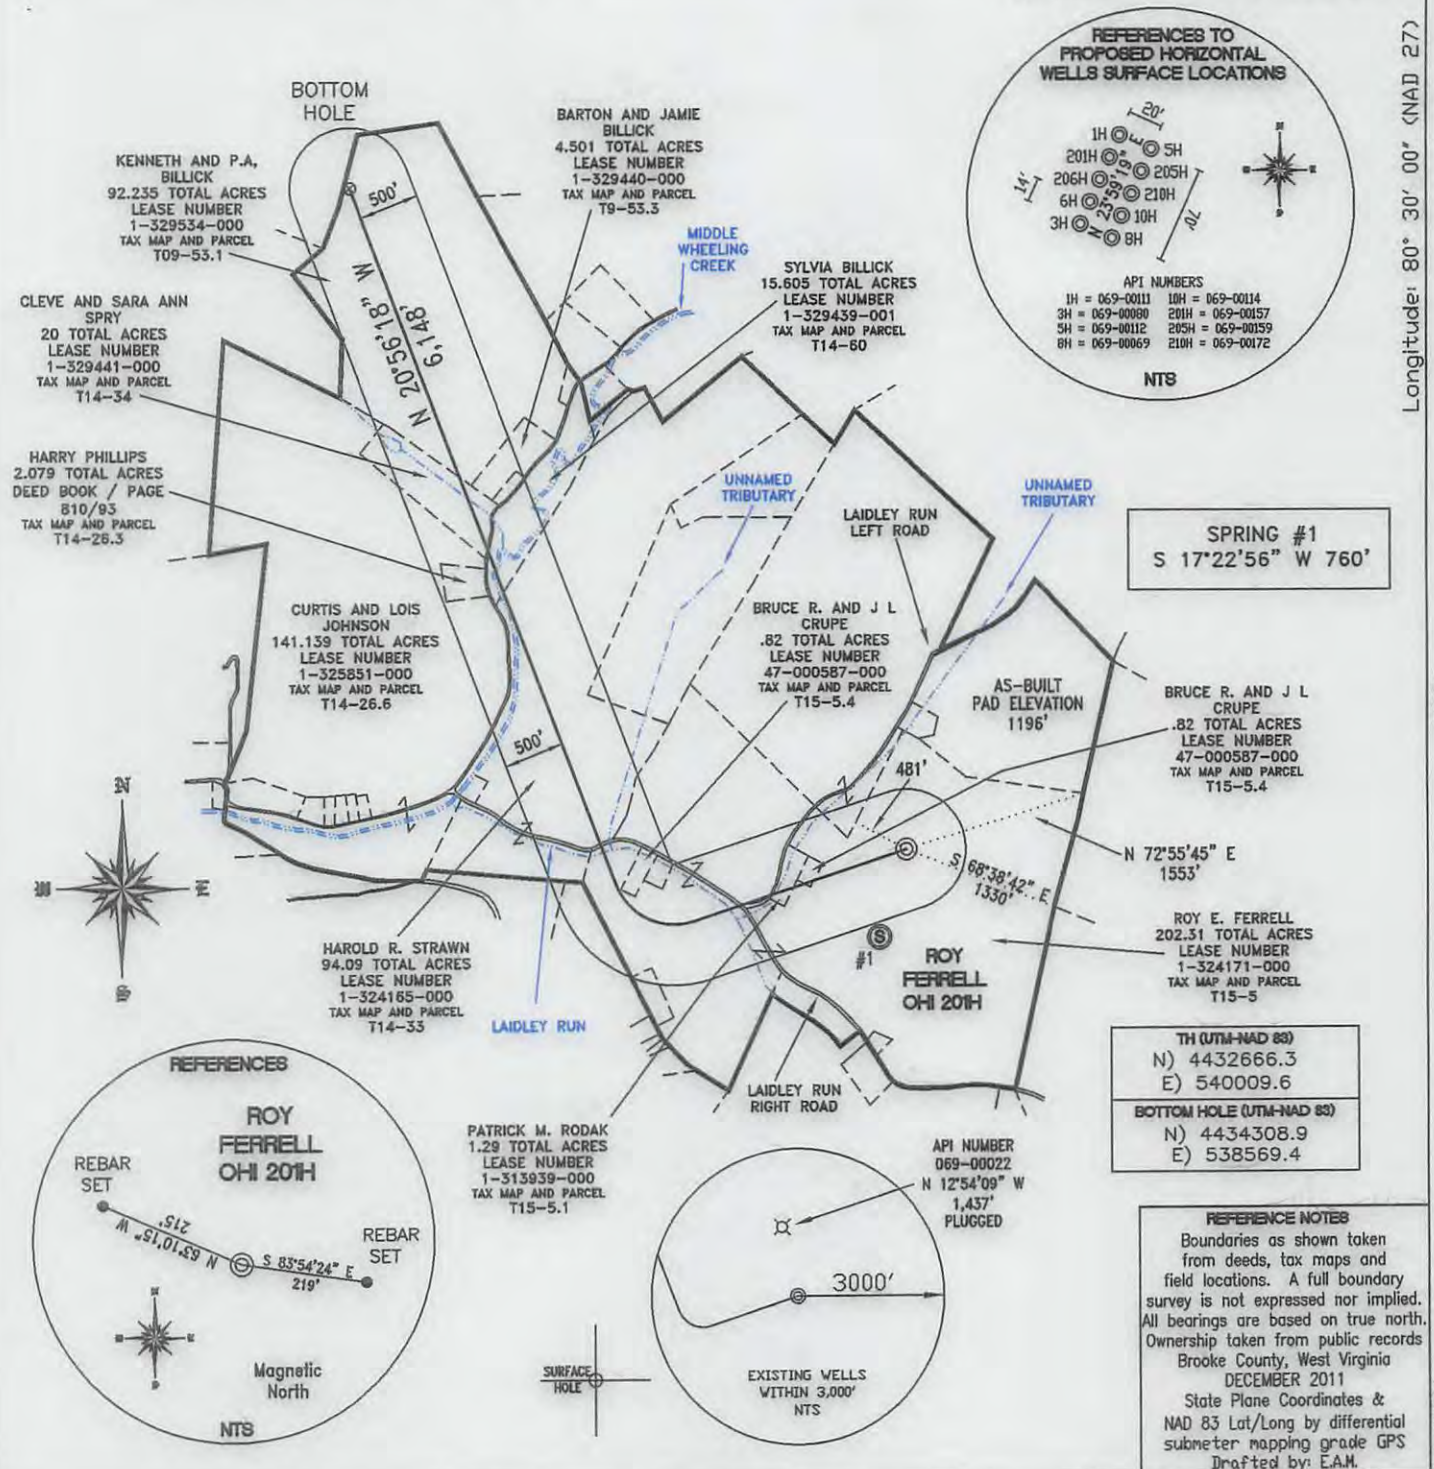 BOTTOM
HOLE
KENNETH AND P.A,
BILLICK
92.235 TOTAL ACRES
LEASE NUMBER
1-329534-000
TAX MAP AND PARCEL
T09-53.1
BARTON AND JAMIE
BILLICK
4.501 TOTAL ACRES
LEASE NUMBER
1-329440-000
TAX MAP AND PARCEL
T9-53.3
500'
N 20°56'18" W
6,148'
MIDDLE
WHEELING
CREEK
SYLVIA BILLICK
15.605 TOTAL ACRES
LEASE NUMBER
1-329439-001
TAX MAP AND PARCEL
T14-60
REFERENCES TO
PROPOSED HORIZONTAL
WELLS SURFACE LOCATIONS
20'
1H
5H
201H
205H
206H
210H
6H
10H
3H
8H
14'
N 23°59'19" E
70'
API NUMBERS
1H = 069-00111 10H = 069-00114
3H = 069-00080 201H = 069-00157
5H = 069-00112 205H = 069-00159
8H = 069-00069 210H = 069-00172
NTS
Longitude: 80° 30' 00" (NAD 27)
CLEVE AND SARA ANN
SPRY
20 TOTAL ACRES
LEASE NUMBER
1-329441-000
TAX MAP AND PARCEL
T14-34
HARRY PHILLIPS
2.079 TOTAL ACRES
DEED BOOK / PAGE
810/93
TAX MAP AND PARCEL
T14-26.3
UNNAMED
TRIBUTARY
LAIDLEY RUN
LEFT ROAD
UNNAMED
TRIBUTARY
SPRING #1
S 17°22'56" W 760'
CURTIS AND LOIS
JOHNSON
141.139 TOTAL ACRES
LEASE NUMBER
1-325851-000
TAX MAP AND PARCEL
T14-26.6
BRUCE R. AND J L
CRUPE
.82 TOTAL ACRES
LEASE NUMBER
47-000587-000
TAX MAP AND PARCEL
T15-5.4
AS-BUILT
PAD ELEVATION
1196'
BRUCE R. AND J L
CRUPE
.82 TOTAL ACRES
LEASE NUMBER
47-000587-000
TAX MAP AND PARCEL
T15-5.4
500'
481'
N 72°55'45" E
1553'
S 68°38'42" E
1330'
N
W
E
S
ROY E. FERRELL
202.31 TOTAL ACRES
LEASE NUMBER
1-324171-000
TAX MAP AND PARCEL
T15-5
S
#1
ROY
FERRELL
OHI 201H
HAROLD R. STRAWN
94.09 TOTAL ACRES
LEASE NUMBER
1-324165-000
TAX MAP AND PARCEL
T14-33
LAIDLEY RUN
LAIDLEY RUN
RIGHT ROAD
TH (UTM-NAD 83)
N) 4432666.3
E) 540009.6
BOTTOM HOLE (UTM-NAD 83)
N) 4434308.9
E) 538569.4
REFERENCES
ROY
FERRELL
OHI 201H
REBAR
SET
N 63°10'15" W
215'
S 83°54'24" E
219'
REBAR
SET
Magnetic
North
NTS
PATRICK M. RODAK
1.29 TOTAL ACRES
LEASE NUMBER
1-313939-000
TAX MAP AND PARCEL
T15-5.1
API NUMBER
069-00022
N 12°54'09" W
1,437'
PLUGGED
3000'
EXISTING WELLS
WITHIN 3,000'
NTS
SURFACE
HOLE
REFERENCE NOTES
Boundaries as shown taken
from deeds, tax maps and
field locations. A full boundary
survey is not expressed nor implied.
All bearings are based on true north.
Ownership taken from public records
Brooke County, West Virginia
DECEMBER 2011
State Plane Coordinates &
NAD 83 Lat/Long by differential
submeter mapping grade GPS
Drafted by: E.A.M.